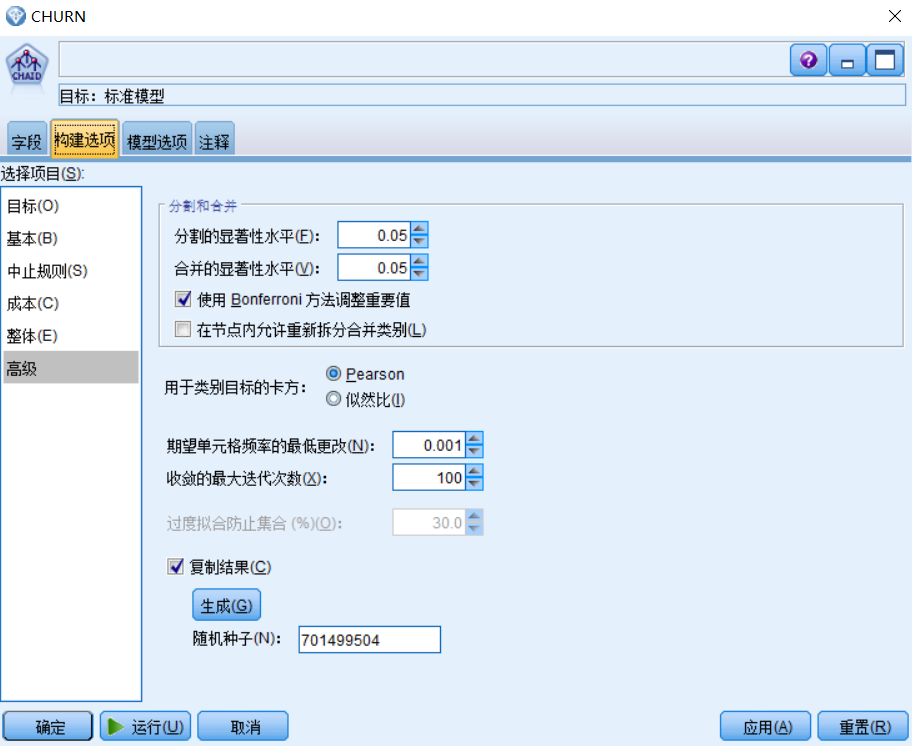 CHURN
CHAID
目标：标准模型
字段 构建选项 模型选项 注释
选择项目(S):
目标(O)
基本(B)
中止规则(S)
成本(C)
整体(E)
高级
分割和合并
分割的显著性水平(F)： 0.05
合并的显著性水平(V)： 0.05
使用 Bonferroni 方法调整重要值
在节点内允许重新拆分合并类别(L)
用于类别目标的卡方：
Pearson
似然比(I)
期望单元格频率的最低更改(N)： 0.001
收敛的最大迭代次数(X)： 100
过度拟合防止集合 (%)(O)： 30.0
复制结果(C)
生成(G)
随机种子(N)： 701499504
确定 运行(U) 取消 应用(A) 重置(R)